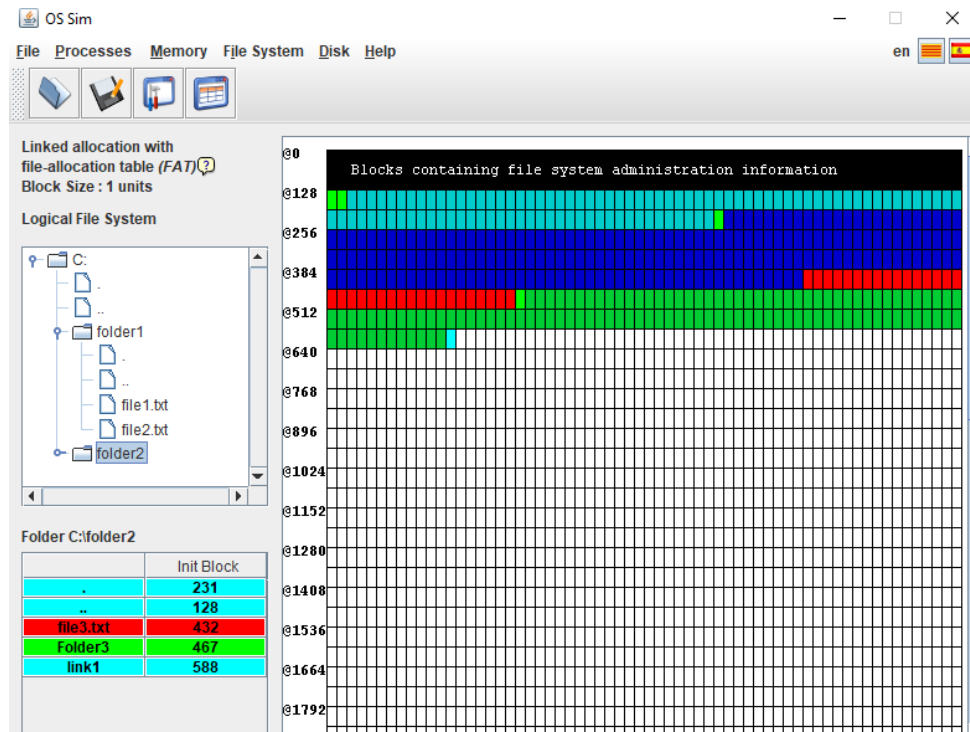 OS Sim
File Processes Memory File System Disk Help en
Linked allocation with
file-allocation table (FAT)?
Block Size : 1 units
Logical File System
C:
.
..
folder1
.
..
file1.txt
file2.txt
folder2
Folder C:\folder2
Init Block
. 231
.. 128
file3.txt 432
Folder3 467
link1 588
@0
Blocks containing file system administration information
@128
@256
@384
@512
@640
@768
@896
@1024
@1152
@1280
@1408
@1536
@1664
@1792